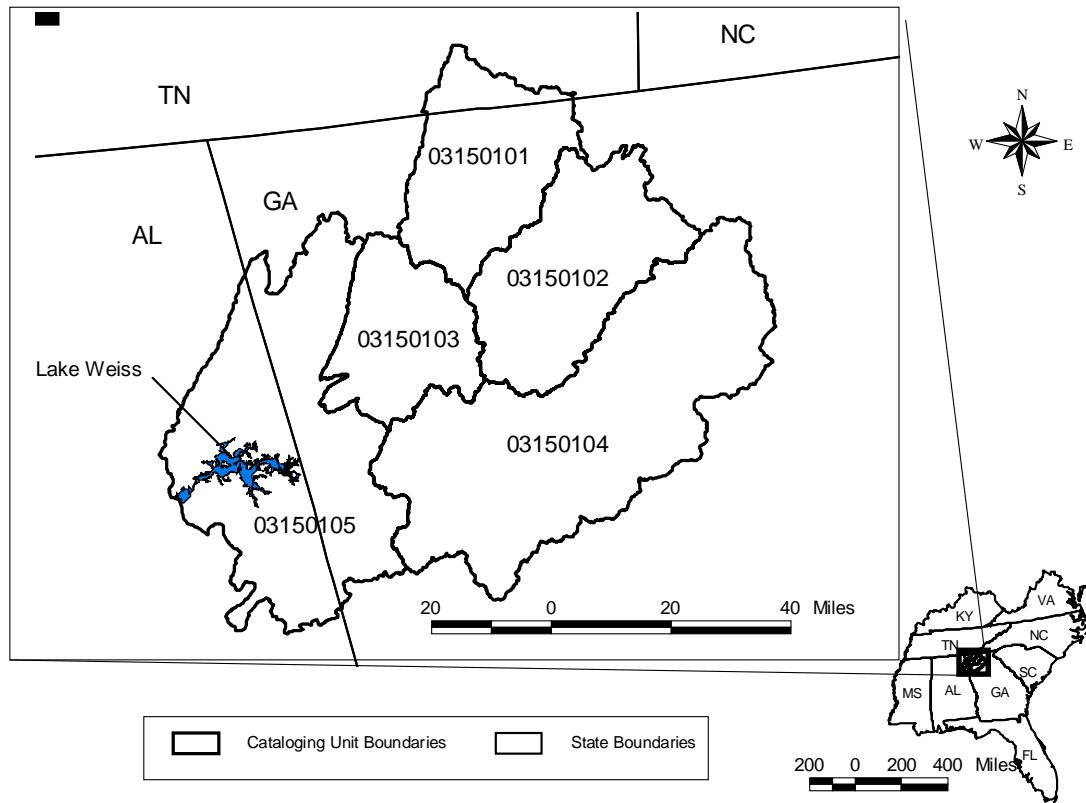 NC
TN
03150101
GA
AL
03150102
03150103
Lake Weiss
03150104
03150105
20 0 20 40 Miles
N
W E
S
KY
VA
TN
NC
SC
MS
AL
GA
FL
200 0 200 400 Miles
Cataloging Unit Boundaries
State Boundaries